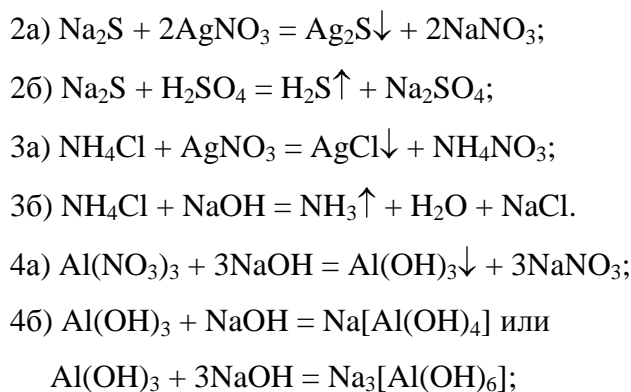 2а) Na₂S + 2AgNO₃ = Ag₂S↓ + 2NaNO₃;
2б) Na₂S + H₂SO₄ = H₂S↑ + Na₂SO₄;
3а) NH₄Cl + AgNO₃ = AgCl↓ + NH₄NO₃;
3б) NH₄Cl + NaOH = NH₃↑ + H₂O + NaCl.
4а) Al(NO₃)₃ + 3NaOH = Al(OH)₃↓ + 3NaNO₃;
4б) Al(OH)₃ + NaOH = Na[Al(OH)₄] или
Al(OH)₃ + 3NaOH = Na₃[Al(OH)₆];